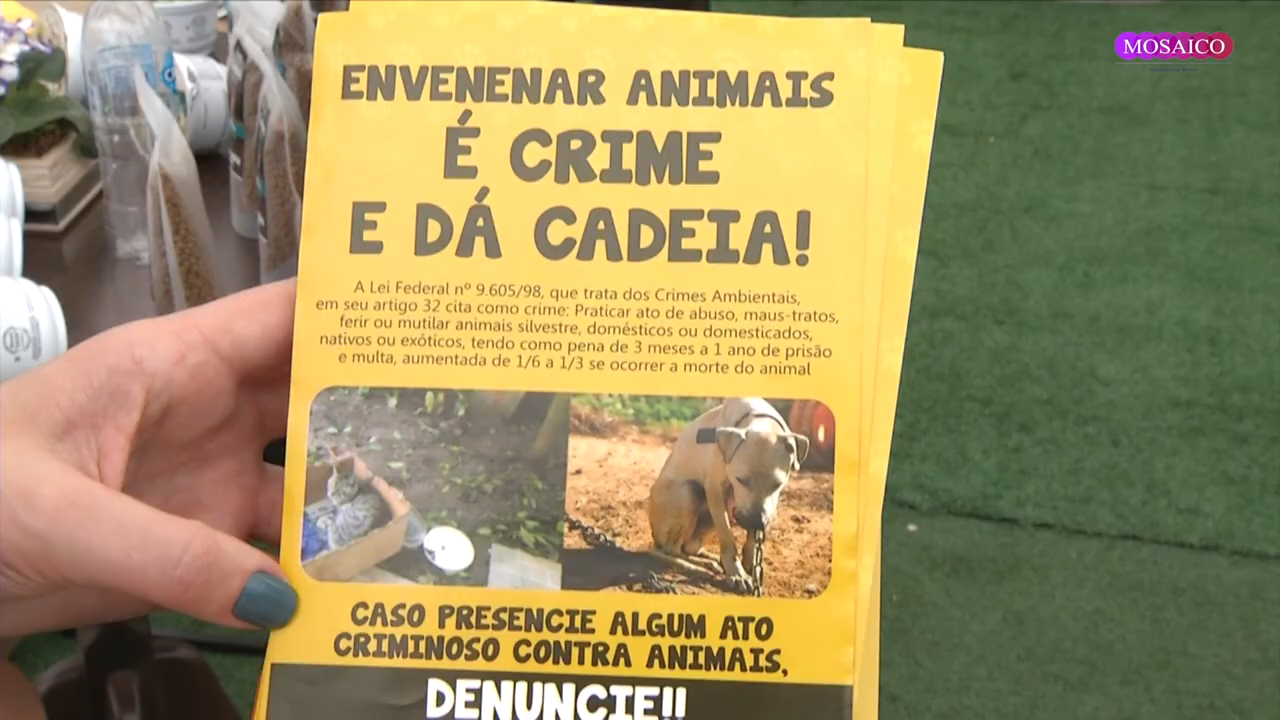 MOSAICO
ENVENENAR ANIMAIS
É CRIME
E DÁ CADEIA!
A Lei Federal nº 9.605/98, que trata dos Crimes Ambientais,
em seu artigo 32 cita como crime: Praticar ato de abuso, maus-tratos,
ferir ou mutilar animais silvestre, domésticos ou domesticados,
nativos ou exóticos, tendo como pena de 3 meses a 1 ano de prisão
e multa, aumentada de 1/6 a 1/3 se ocorrer a morte do animal
CASO PRESENCIE ALGUM ATO
CRIMINOSO CONTRA ANIMAIS,
DENUNCIE!!